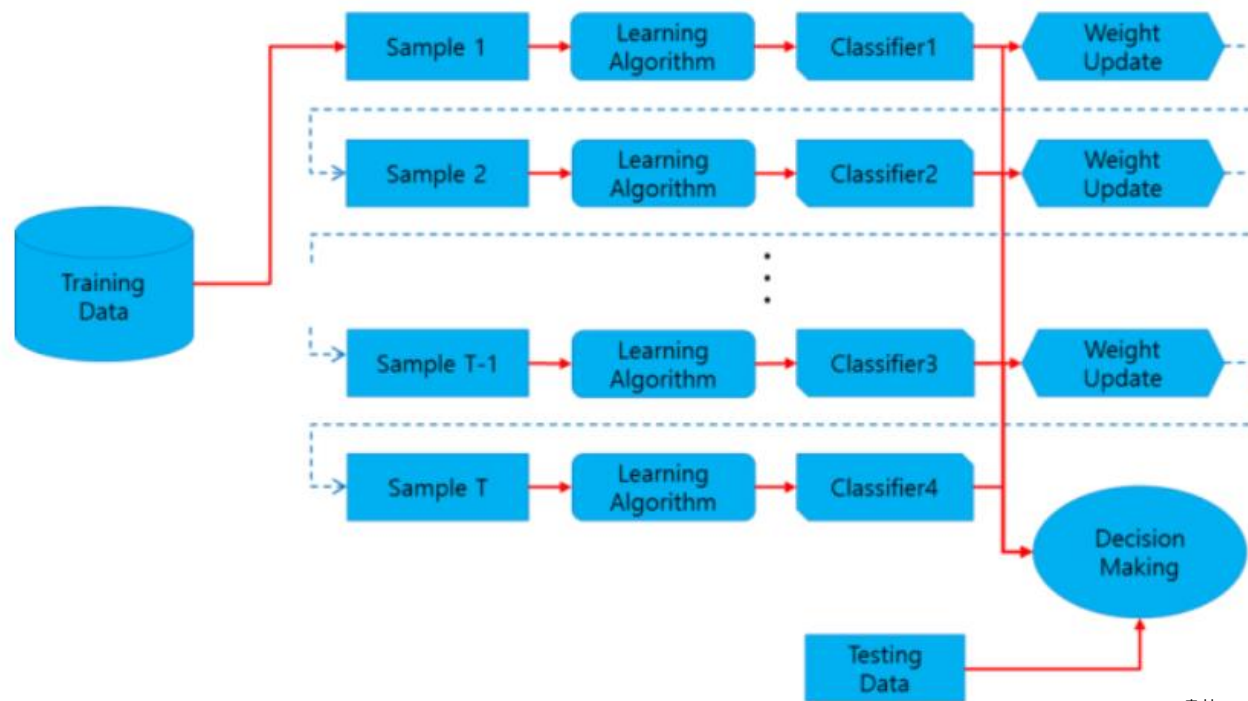 Sample 1
Learning
Algorithm
Classifier1
Weight
Update
Sample 2
Learning
Algorithm
Classifier2
Weight
Update
Training
Data
Sample T-1
Learning
Algorithm
Classifier3
Weight
Update
Sample T
Learning
Algorithm
Classifier4
Decision
Making
Testing
Data